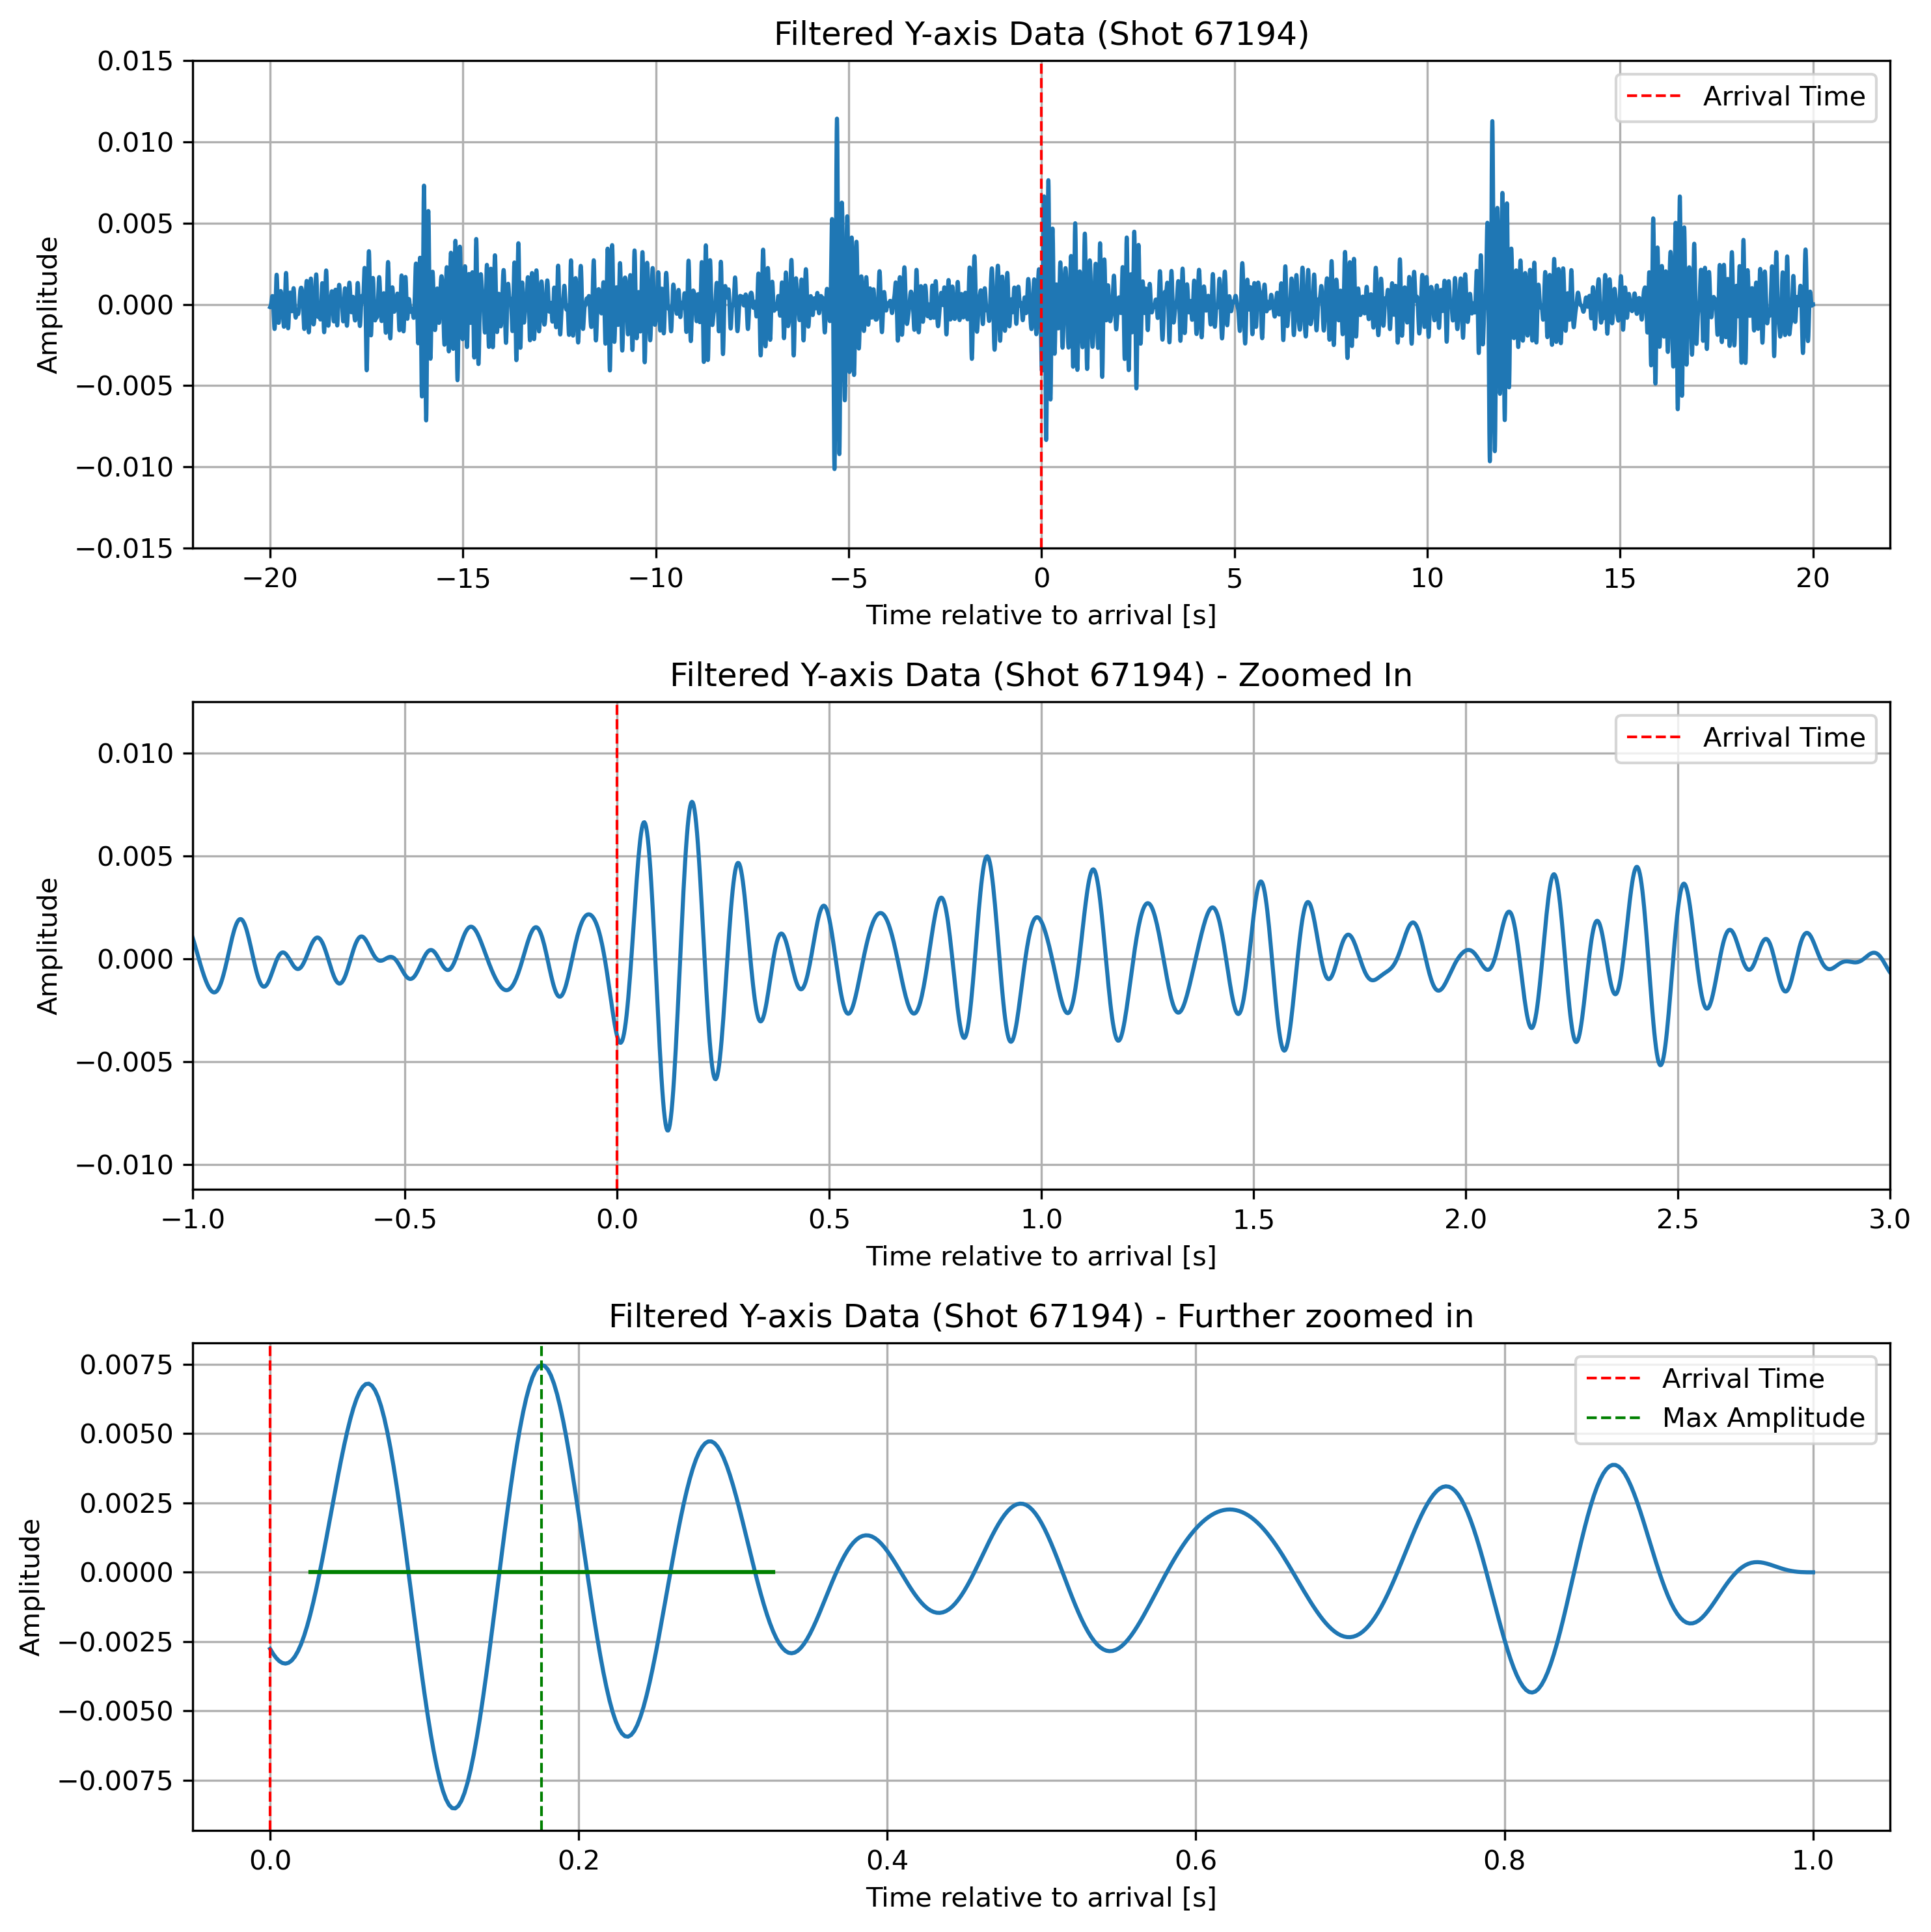 Filtered Y-axis Data (Shot 67194)
0.015
0.010
0.005
0.000
−0.005
−0.010
−0.015
Amplitude
Arrival Time
−20 −15 −10 −5 0 5 10 15 20
Time relative to arrival [s]
Filtered Y-axis Data (Shot 67194) - Zoomed In
0.010
0.005
0.000
−0.005
−0.010
Amplitude
Arrival Time
−1.0 −0.5 0.0 0.5 1.0 1.5 2.0 2.5 3.0
Time relative to arrival [s]
Filtered Y-axis Data (Shot 67194) - Further zoomed in
0.0075
0.0050
0.0025
0.0000
−0.0025
−0.0050
−0.0075
Amplitude
Arrival Time
Max Amplitude
0.0 0.2 0.4 0.6 0.8 1.0
Time relative to arrival [s]